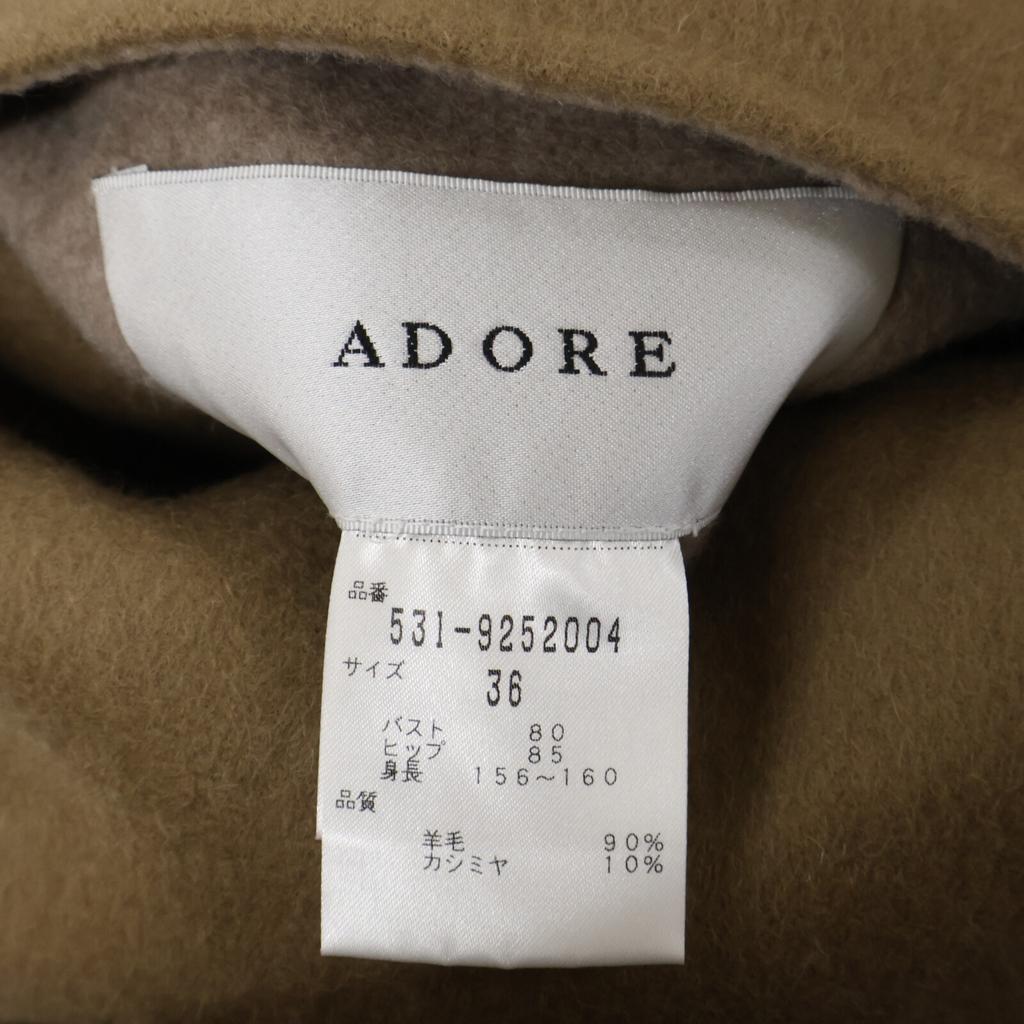 ADORE
品番
531-9252004
サイズ
36
バスト 80
ヒップ 85
身長 156~160
品質
羊毛 90%
カシミヤ 10%